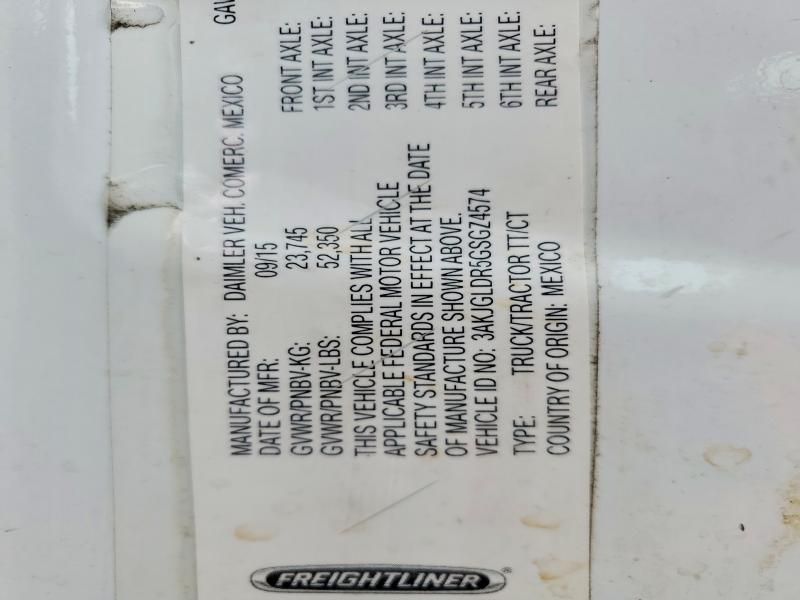 FREIGHTLINER®
MANUFACTURED BY: DAIMLER VEH. COMERC. MEXICO
DATE OF MFR: 09/15
GVWR/PNBV-KG: 23,745
GVWR/PNBV-LBS: 52,350
THIS VEHICLE COMPLIES WITH ALL
APPLICABLE FEDERAL MOTOR VEHICLE
SAFETY STANDARDS IN EFFECT AT THE DATE
OF MANUFACTURE SHOWN ABOVE.
VEHICLE ID NO: 3AKJGLDR5GSGZ4574
TYPE: TRUCK/TRACTOR TT/CT
COUNTRY OF ORIGIN: MEXICO
FRONT AXLE:
1ST INT AXLE:
2ND INT AXLE:
3RD INT AXLE:
4TH INT AXLE:
5TH INT AXLE:
6TH INT AXLE:
REAR AXLE: